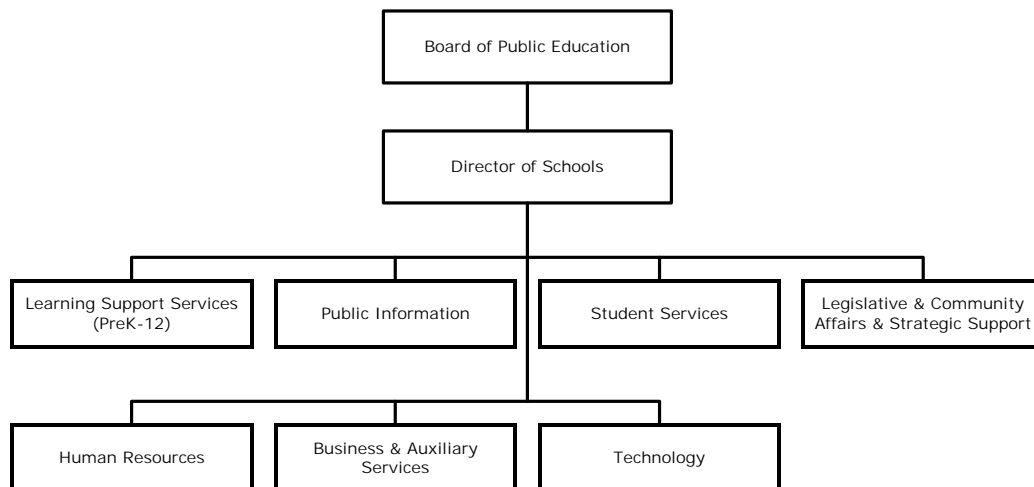 Board of Public Education
Director of Schools
Learning Support Services
(PreK-12)
Public Information
Student Services
Legislative & Community
Affairs & Strategic Support
Human Resources
Business & Auxiliary
Services
Technology